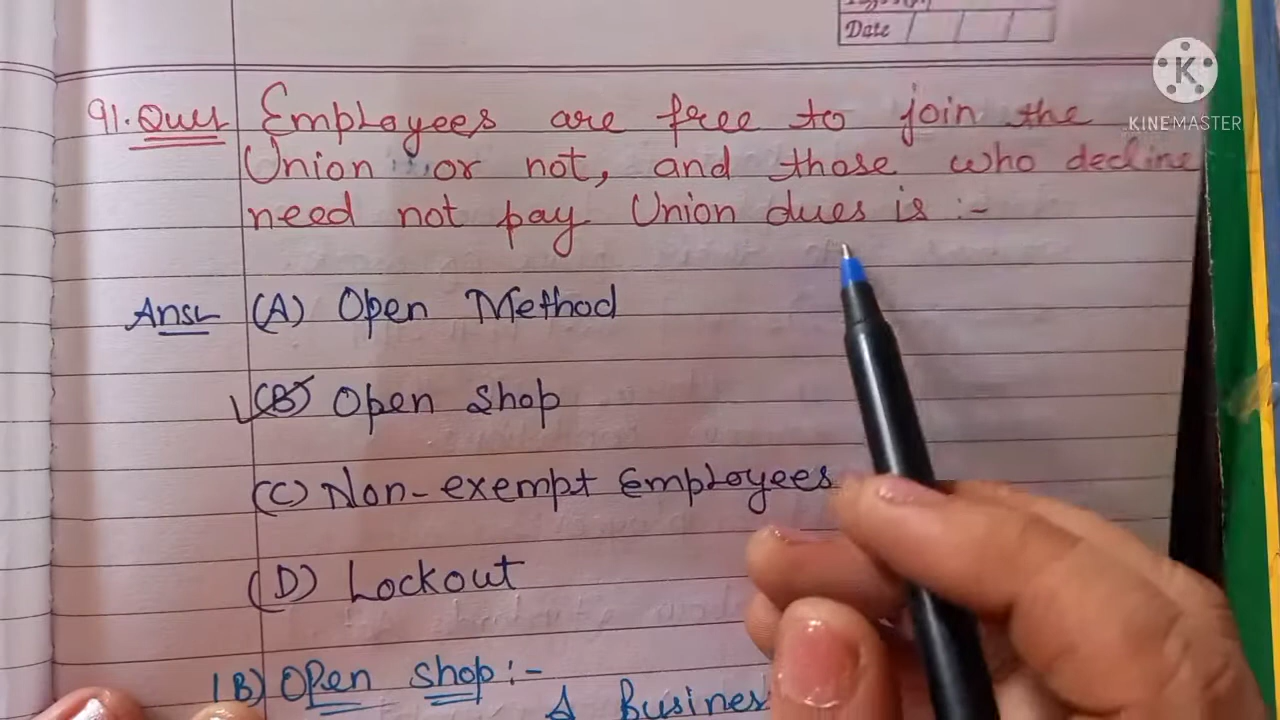 Date
KINEMASTER
91. Ques Employees are free to join the
Union or not, and those who decline
need not pay Union dues is :-
Ans (A) Open Method
(B) Open Shop
(C) Non-exempt Employees
(D) Lockout
(B) Open Shop :-
A Busines